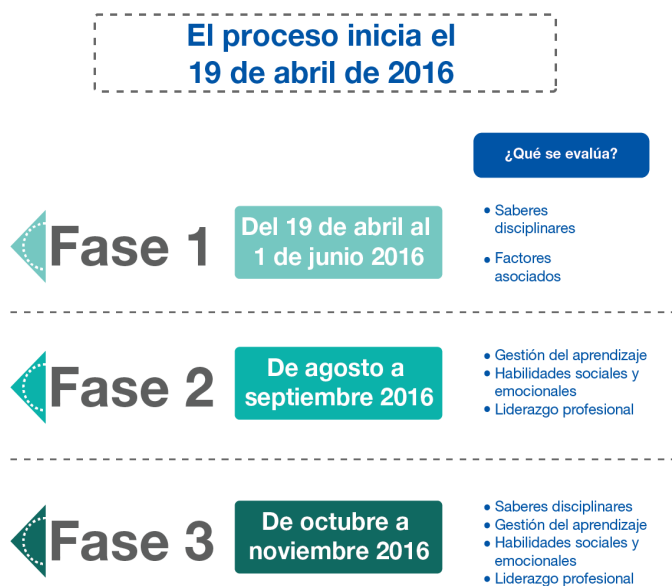 El proceso inicia el
19 de abril de 2016
¿Qué se evalúa?
Fase 1
Del 19 de abril al
1 de junio 2016
• Saberes
disciplinares
• Factores
asociados
Fase 2
De agosto a
septiembre 2016
• Gestión del aprendizaje
• Habilidades sociales y
emocionales
• Liderazgo profesional
Fase 3
De octubre a
noviembre 2016
• Saberes disciplinares
• Gestión del aprendizaje
• Habilidades sociales y
emocionales
• Liderazgo profesional